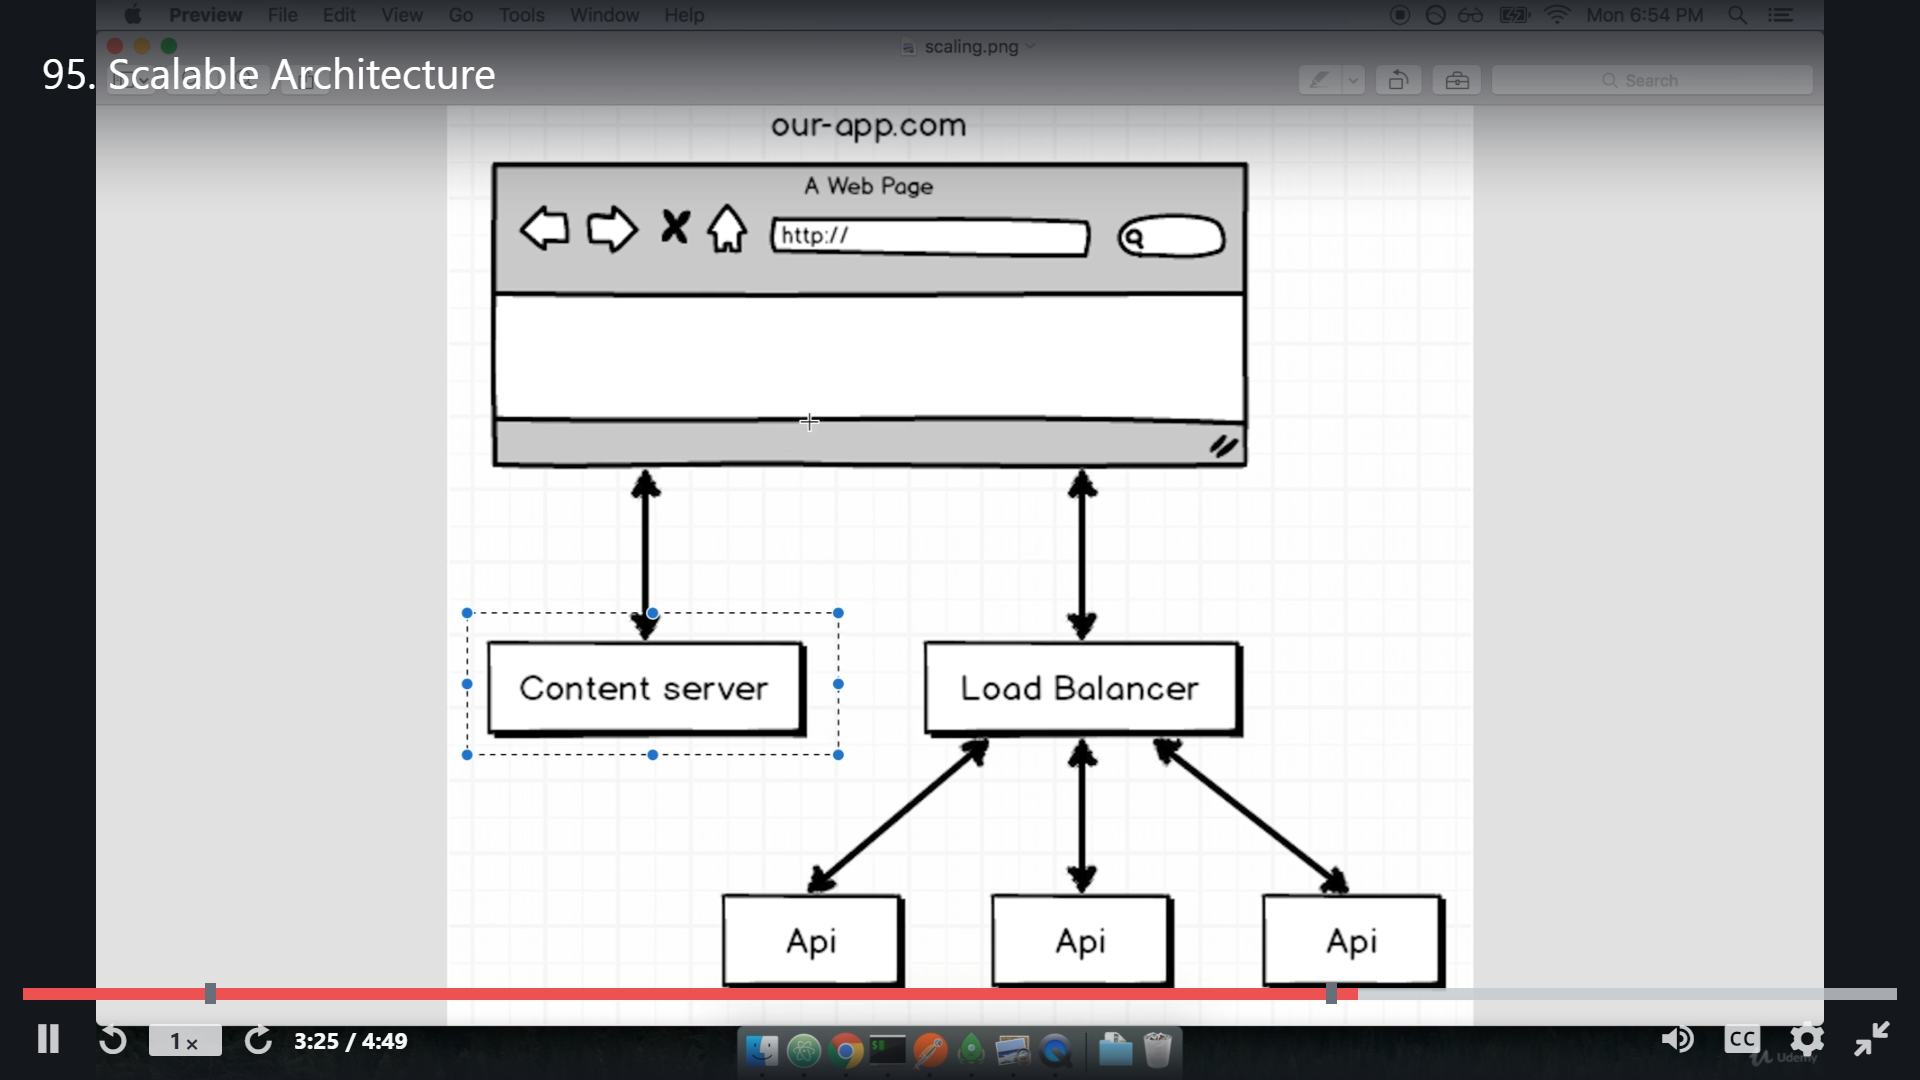 Preview File Edit View Go Tools Window Help Mon 6:54 PM
scaling.png
95. Scalable Architecture
Search
our-app.com
A Web Page
http://
Content server
Load Balancer
Api Api Api
1x 3:25 / 4:49 CC
Udemy